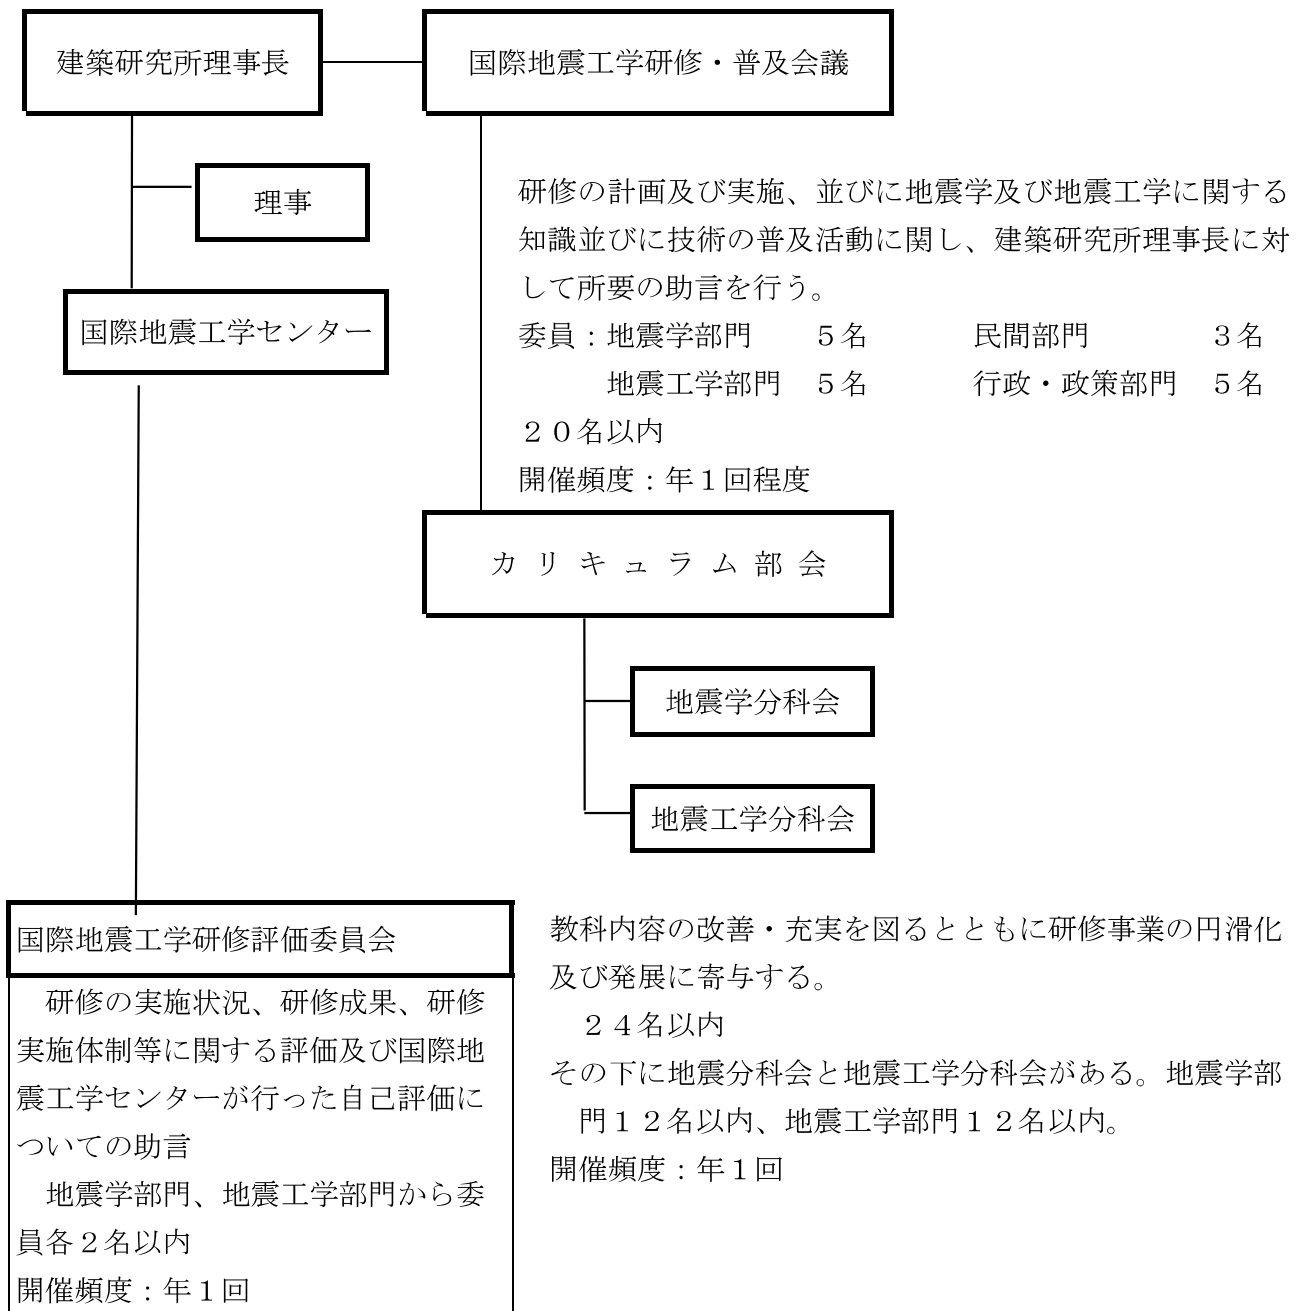 建築研究所理事長
国際地震工学研修・普及会議
理事
国際地震工学センター
研修の計画及び実施、並びに地震学及び地震工学に関する
知識並びに技術の普及活動に関し、建築研究所理事長に対
して所要の助言を行う。
委員：地震学部門　５名　民間部門　３名
地震工学部門　５名　行政・政策部門　５名
２０名以内
開催頻度：年１回程度
カリキュラム部会
地震学分科会
地震工学分科会
国際地震工学研修評価委員会
研修の実施状況、研修成果、研修
実施体制等に関する評価及び国際地
震工学センターが行った自己評価に
ついての助言
地震学部門、地震工学部門から委
員各２名以内
開催頻度：年１回
教科内容の改善・充実を図るとともに研修事業の円滑化
及び発展に寄与する。
２４名以内
その下に地震分科会と地震工学分科会がある。地震学部
門１２名以内、地震工学部門１２名以内。
開催頻度：年１回